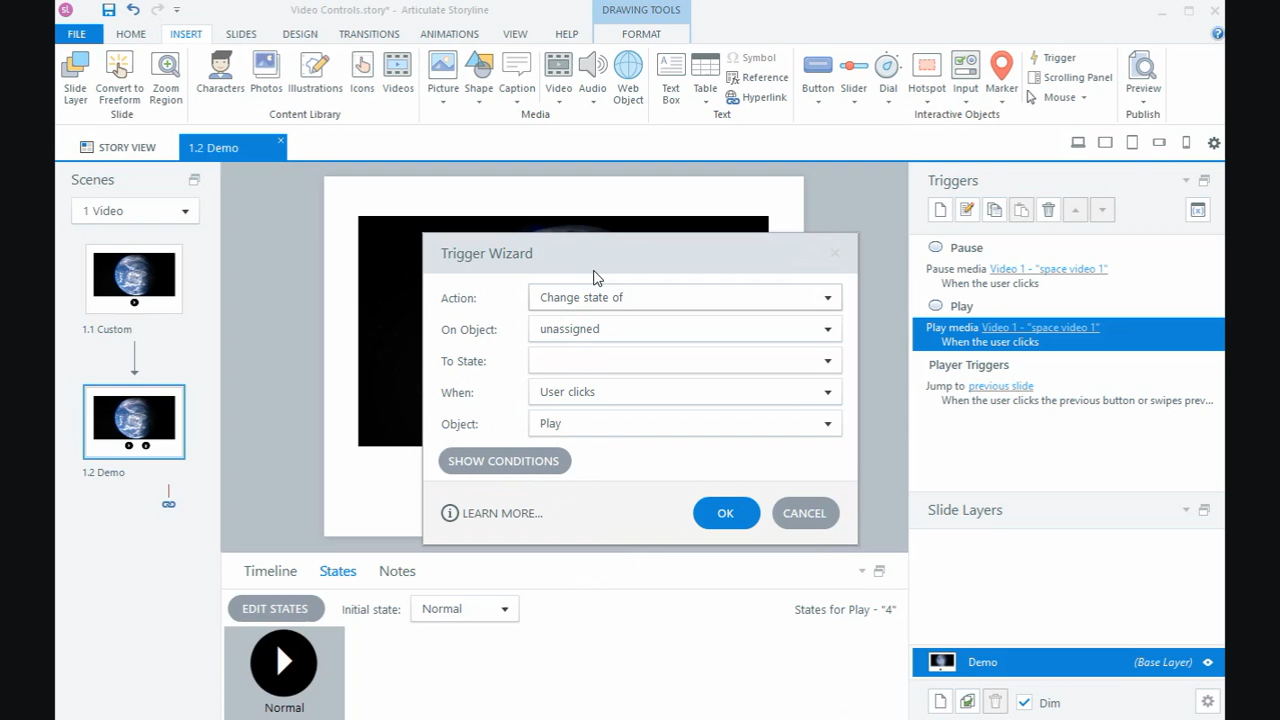 sl
Video Controls.story* - Articulate Storyline
DRAWING TOOLS
FILE
HOME
INSERT
SLIDES
DESIGN
TRANSITIONS
ANIMATIONS
VIEW
HELP
FORMAT
Slide Layer
Convert to Freeform
Zoom Region
Slide
Characters
Photos
Illustrations
Icons
Videos
Content Library
Picture
Shape
Caption
Video
Audio
Web Object
Media
Text Box
Table
Symbol
Reference
Hyperlink
Text
Button
Slider
Dial
Hotspot
Input
Marker
Trigger
Scrolling Panel
Mouse
Interactive Objects
Preview
Publish
STORY VIEW
1.2 Demo
Scenes
1 Video
1.1 Custom
1.2 Demo
Trigger Wizard
Action: Change state of
On Object: unassigned
To State:
When: User clicks
Object: Play
SHOW CONDITIONS
LEARN MORE...
OK
CANCEL
Timeline
States
Notes
EDIT STATES
Initial state: Normal
States for Play - "4"
Normal
Triggers
Pause
Pause media Video 1 - "space video 1"
When the user clicks
Play
Play media Video 1 - "space video 1"
When the user clicks
Player Triggers
Jump to previous slide
When the user clicks the previous button or swipes prev...
Slide Layers
Demo
(Base Layer)
Dim